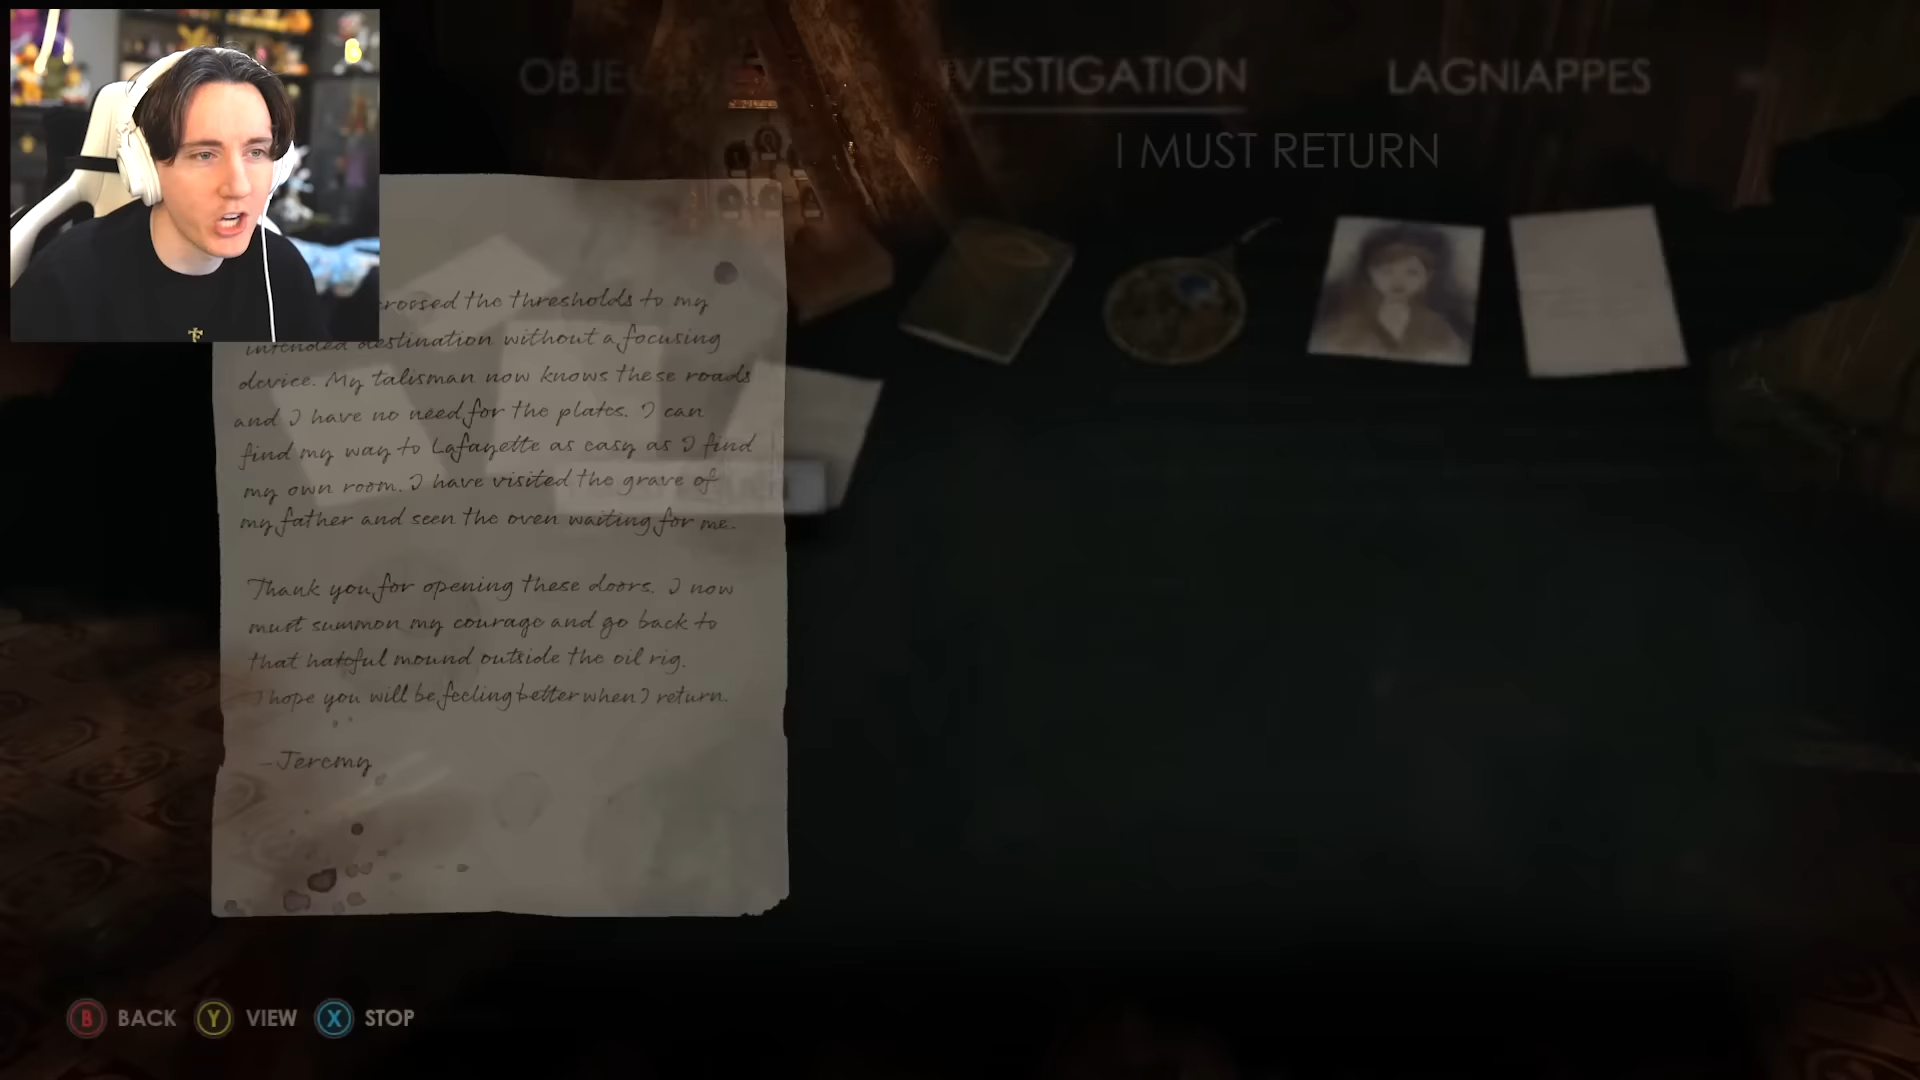 OBJEC INVESTIGATION LAGNIAPPES
I MUST RETURN
crossed the thresholds to my
intended destination without a focusing
device. My talisman now knows these roads
and I have no need for the plates. I can
find my way to Lafayette as easy as I find
my own room. I have visited the grave of
my father and seen the oven waiting for me.
Thank you for opening these doors. I now
must summon my courage and go back to
that hateful mound outside the oil rig.
I hope you will be feeling better when I return.
-Jeremy
B BACK Y VIEW X STOP